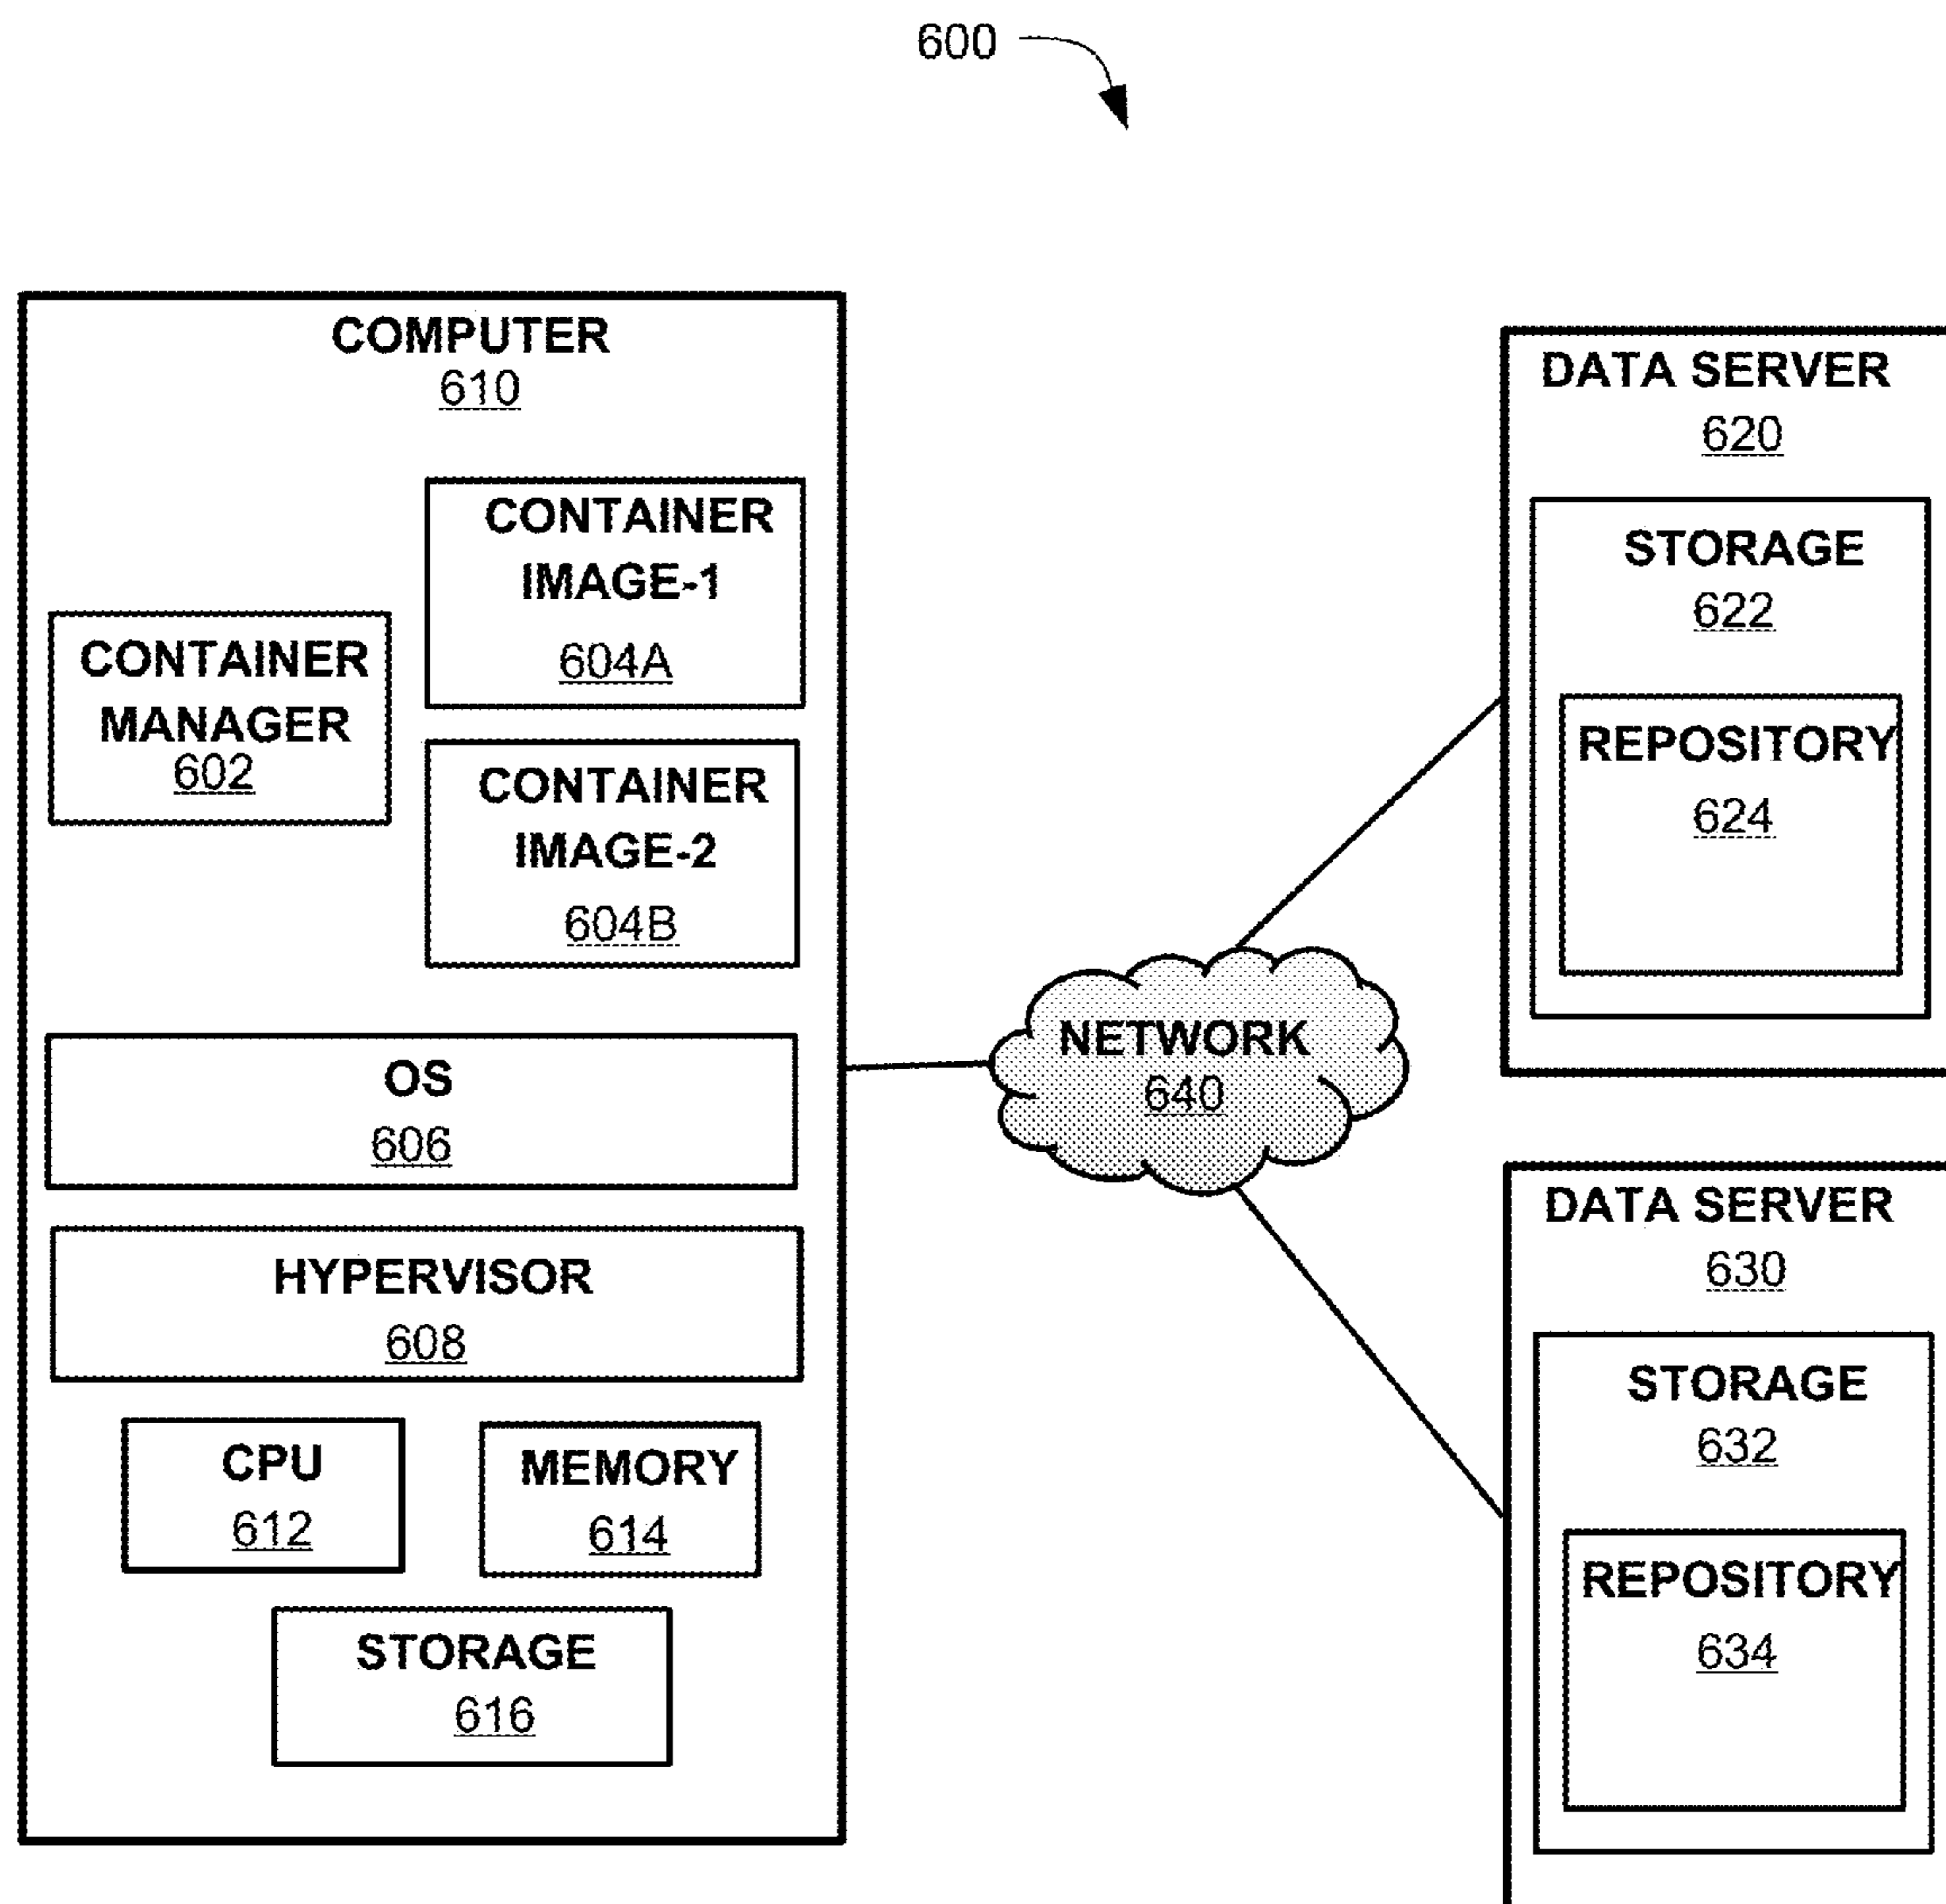 600
COMPUTER
610
CONTAINER
IMAGE-1
604A
CONTAINER
MANAGER
602
CONTAINER
IMAGE-2
604B
OS
606
HYPERVISOR
608
CPU
612
MEMORY
614
STORAGE
616
NETWORK
640
DATA SERVER
620
STORAGE
622
REPOSITORY
624
DATA SERVER
630
STORAGE
632
REPOSITORY
634